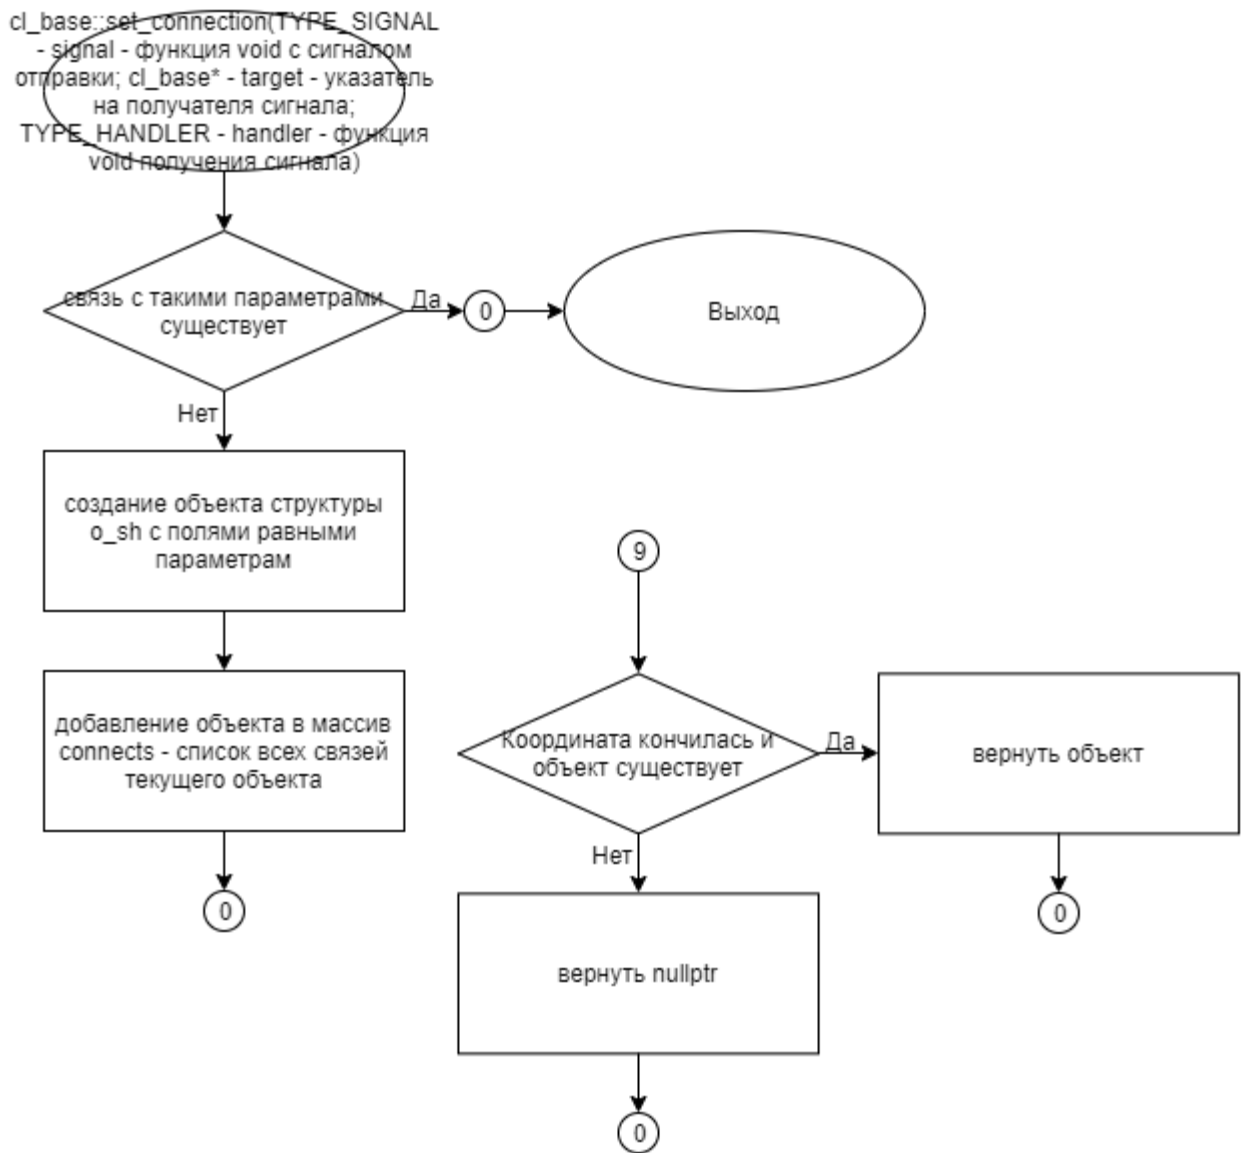 cl_base::set_connection(TYPE_SIGNAL
- signal - функция void с сигналом
отправки; cl_base* - target - указатель
на получателя сигнала;
TYPE_HANDLER - handler - функция
void получения сигнала)
связь с такими параметрами
существует
Да
0
Выход
Нет
создание объекта структуры
o_sh с полями равными
параметрам
добавление объекта в массив
connects - список всех связей
текущего объекта
0
9
Координата кончилась и
объект существует
Да
вернуть объект
0
Нет
вернуть nullptr
0